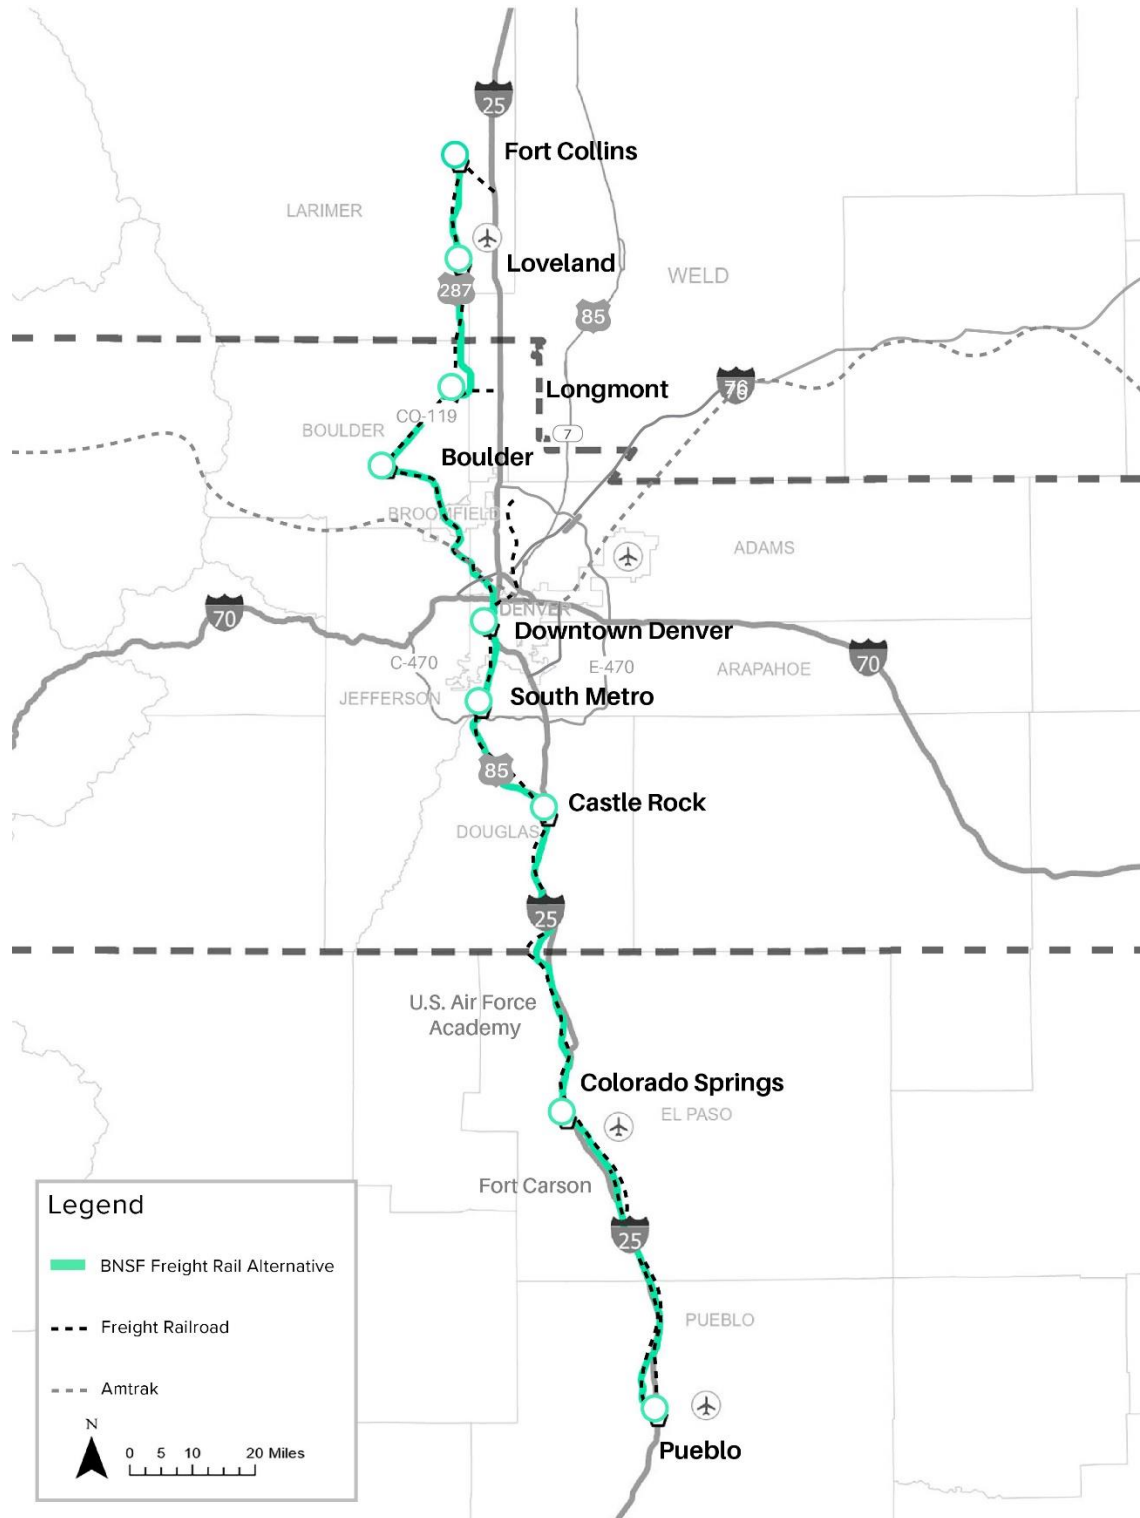 25
Fort Collins
LARIMER
Loveland
WELD
287
85
76
Longmont
CO-119
7
BOULDER
Boulder
BROOMFIELD
ADAMS
70
DENVER
Downtown Denver
C-470
E-470
ARAPAHOE
70
JEFFERSON
South Metro
85
Castle Rock
DOUGLAS
25
U.S. Air Force
Academy
Colorado Springs
EL PASO
Fort Carson
25
PUEBLO
Pueblo
Legend
BNSF Freight Rail Alternative
Freight Railroad
Amtrak
N
0 5 10 20 Miles